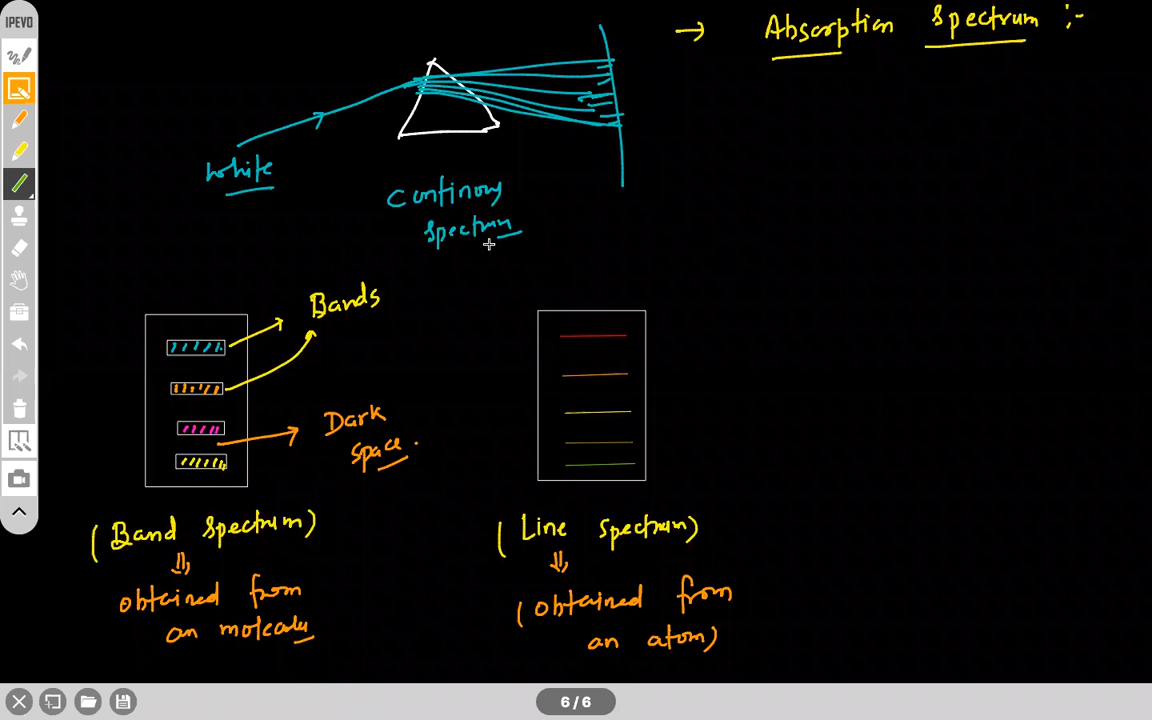 IPEVO
→ Absorption Spectrum :-
White
Continous
Spectrum
Bands
Dark
space.
(Band Spectrum)
⇓
obtained from
an molecule
(Line Spectrum)
⇓
(obtained from
an atom)
6/6